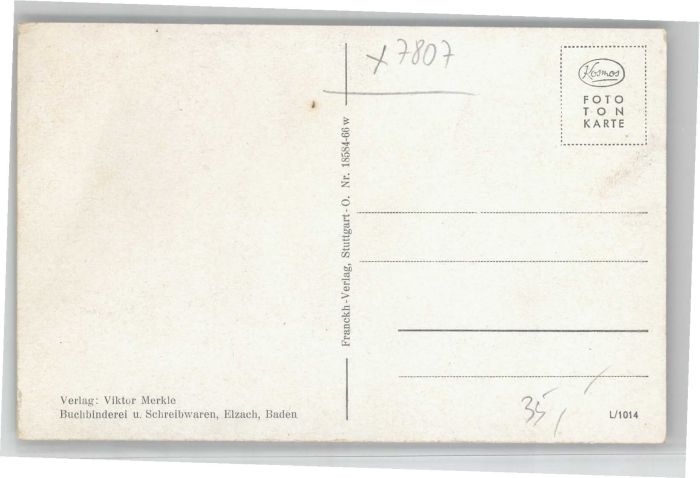 x 7807
Kosmos
FOTO
TON
KARTE
Franckh-Verlag, Stuttgart-O. Nr. 18584-66 w
35,-
Verlag: Viktor Merkle
Buchbinderei u. Schreibwaren, Elzach, Baden
L/1014